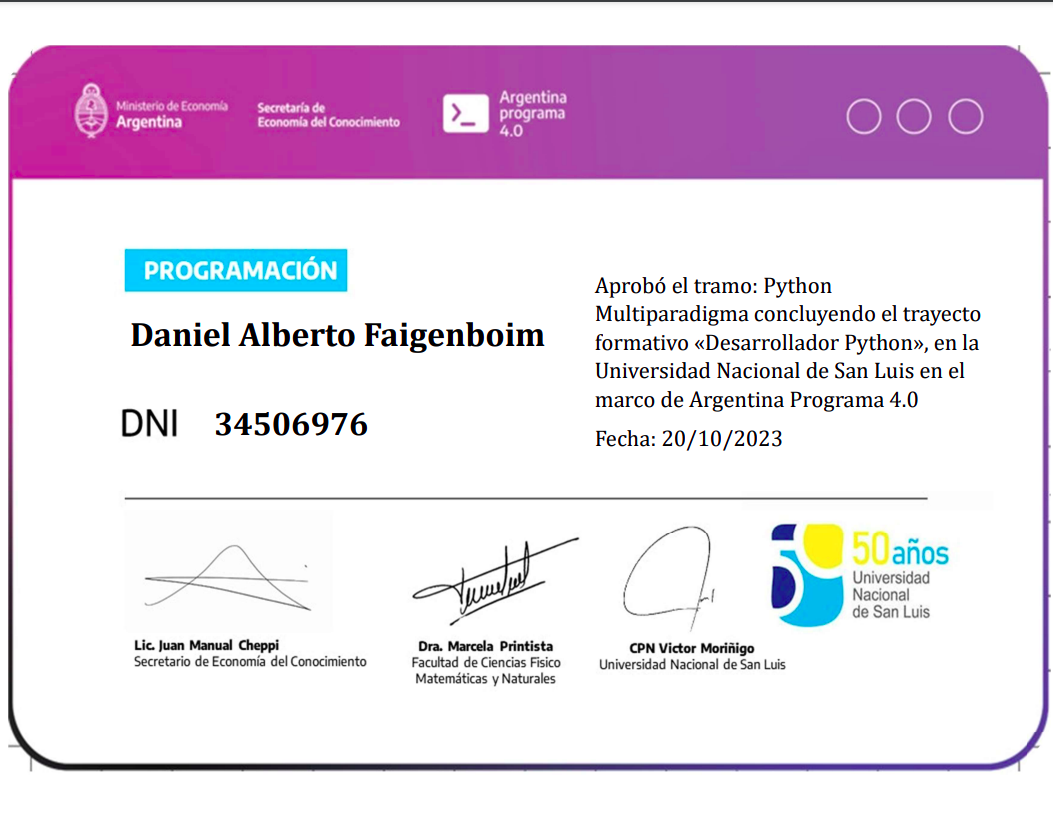 Ministerio de Economía
Argentina
Secretaría de
Economía del Conocimiento
Argentina
programa
4.0
PROGRAMACIÓN
Daniel Alberto Faigenboim
DNI 34506976
Aprobó el tramo: Python
Multiparadigma concluyendo el trayecto
formativo «Desarrollador Python», en la
Universidad Nacional de San Luis en el
marco de Argentina Programa 4.0
Fecha: 20/10/2023
Lic. Juan Manual Cheppi
Secretario de Economía del Conocimiento
Dra. Marcela Printista
Facultad de Ciencias Fisico
Matemáticas y Naturales
CPN Victor Moriñigo
Universidad Nacional de San Luis
50 años
Universidad
Nacional
de San Luis